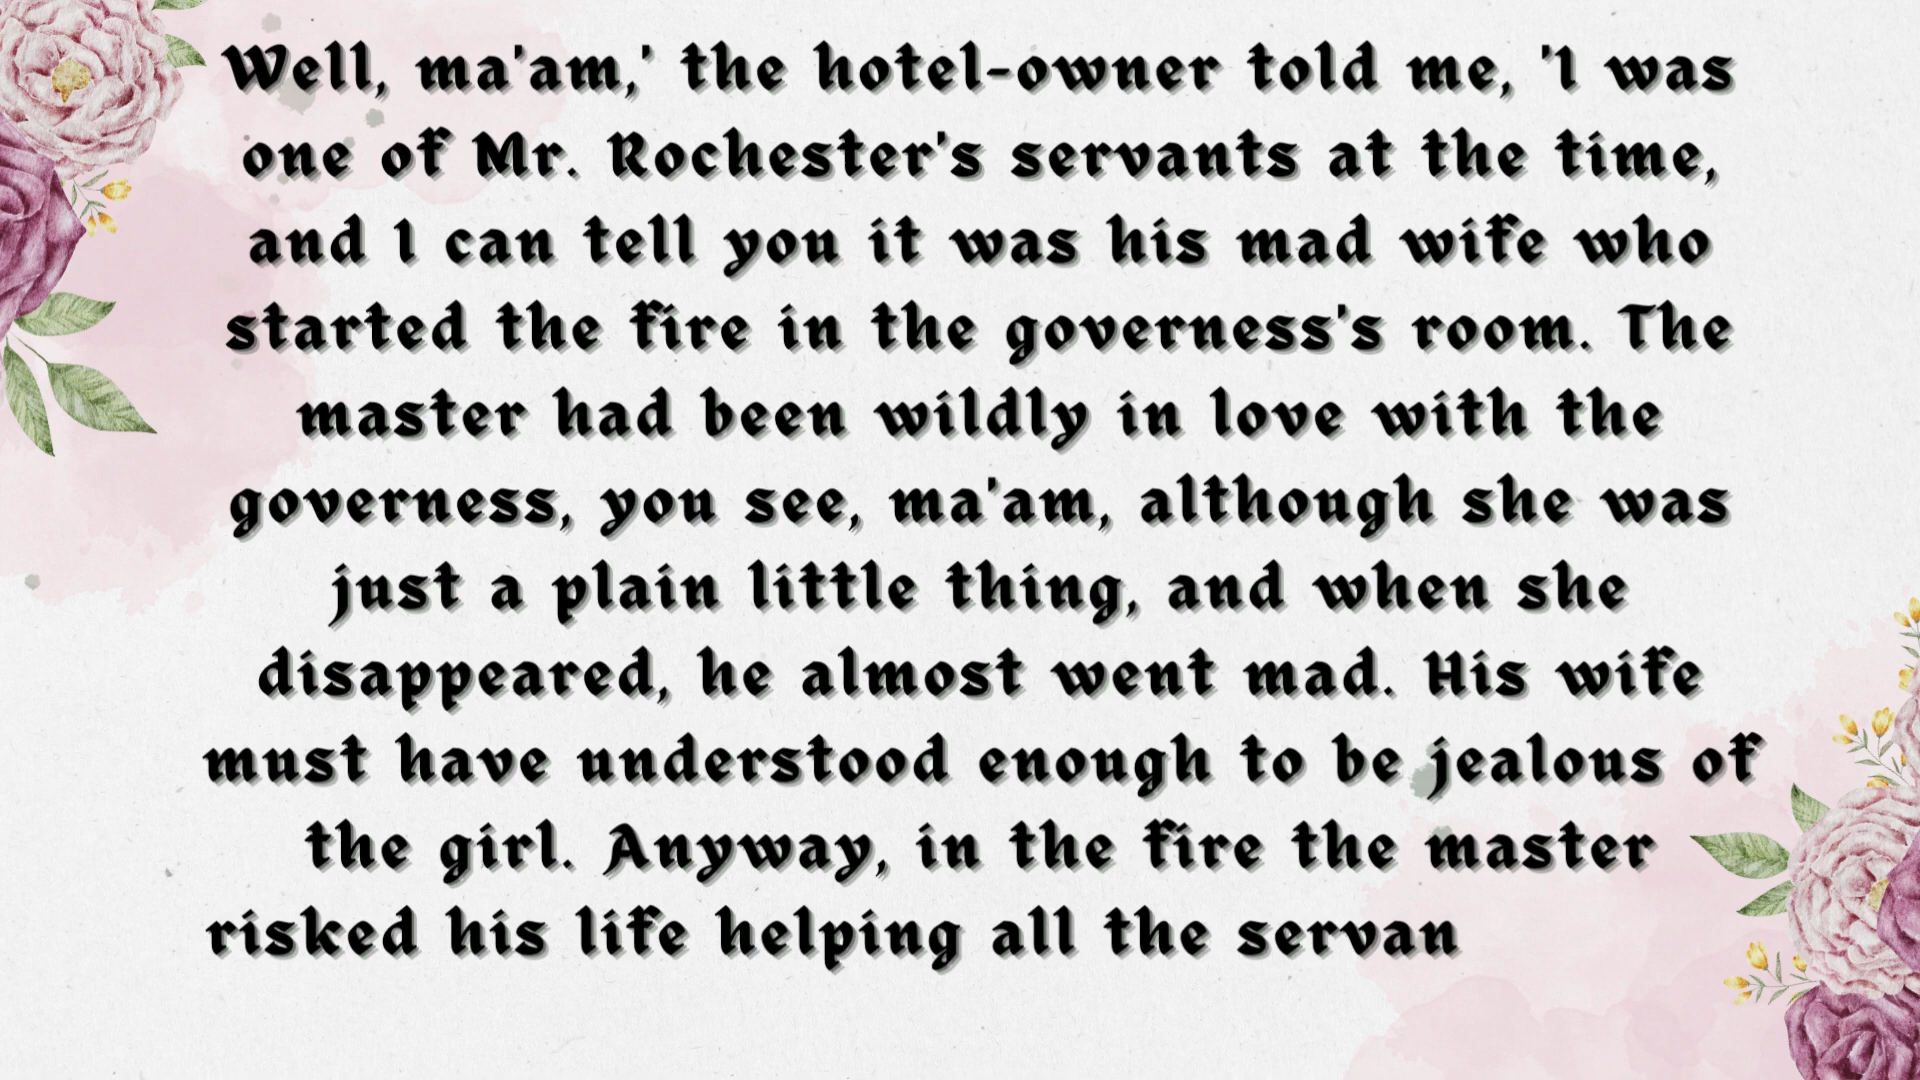 Well, ma'am,' the hotel-owner told me, 'I was
one of Mr. Rochester's servants at the time,
and I can tell you it was his mad wife who
started the fire in the governess's room. The
master had been wildly in love with the
governess, you see, ma'am, although she was
just a plain little thing, and when she
disappeared, he almost went mad. His wife
must have understood enough to be jealous of
the girl. Anyway, in the fire the master
risked his life helping all the servan